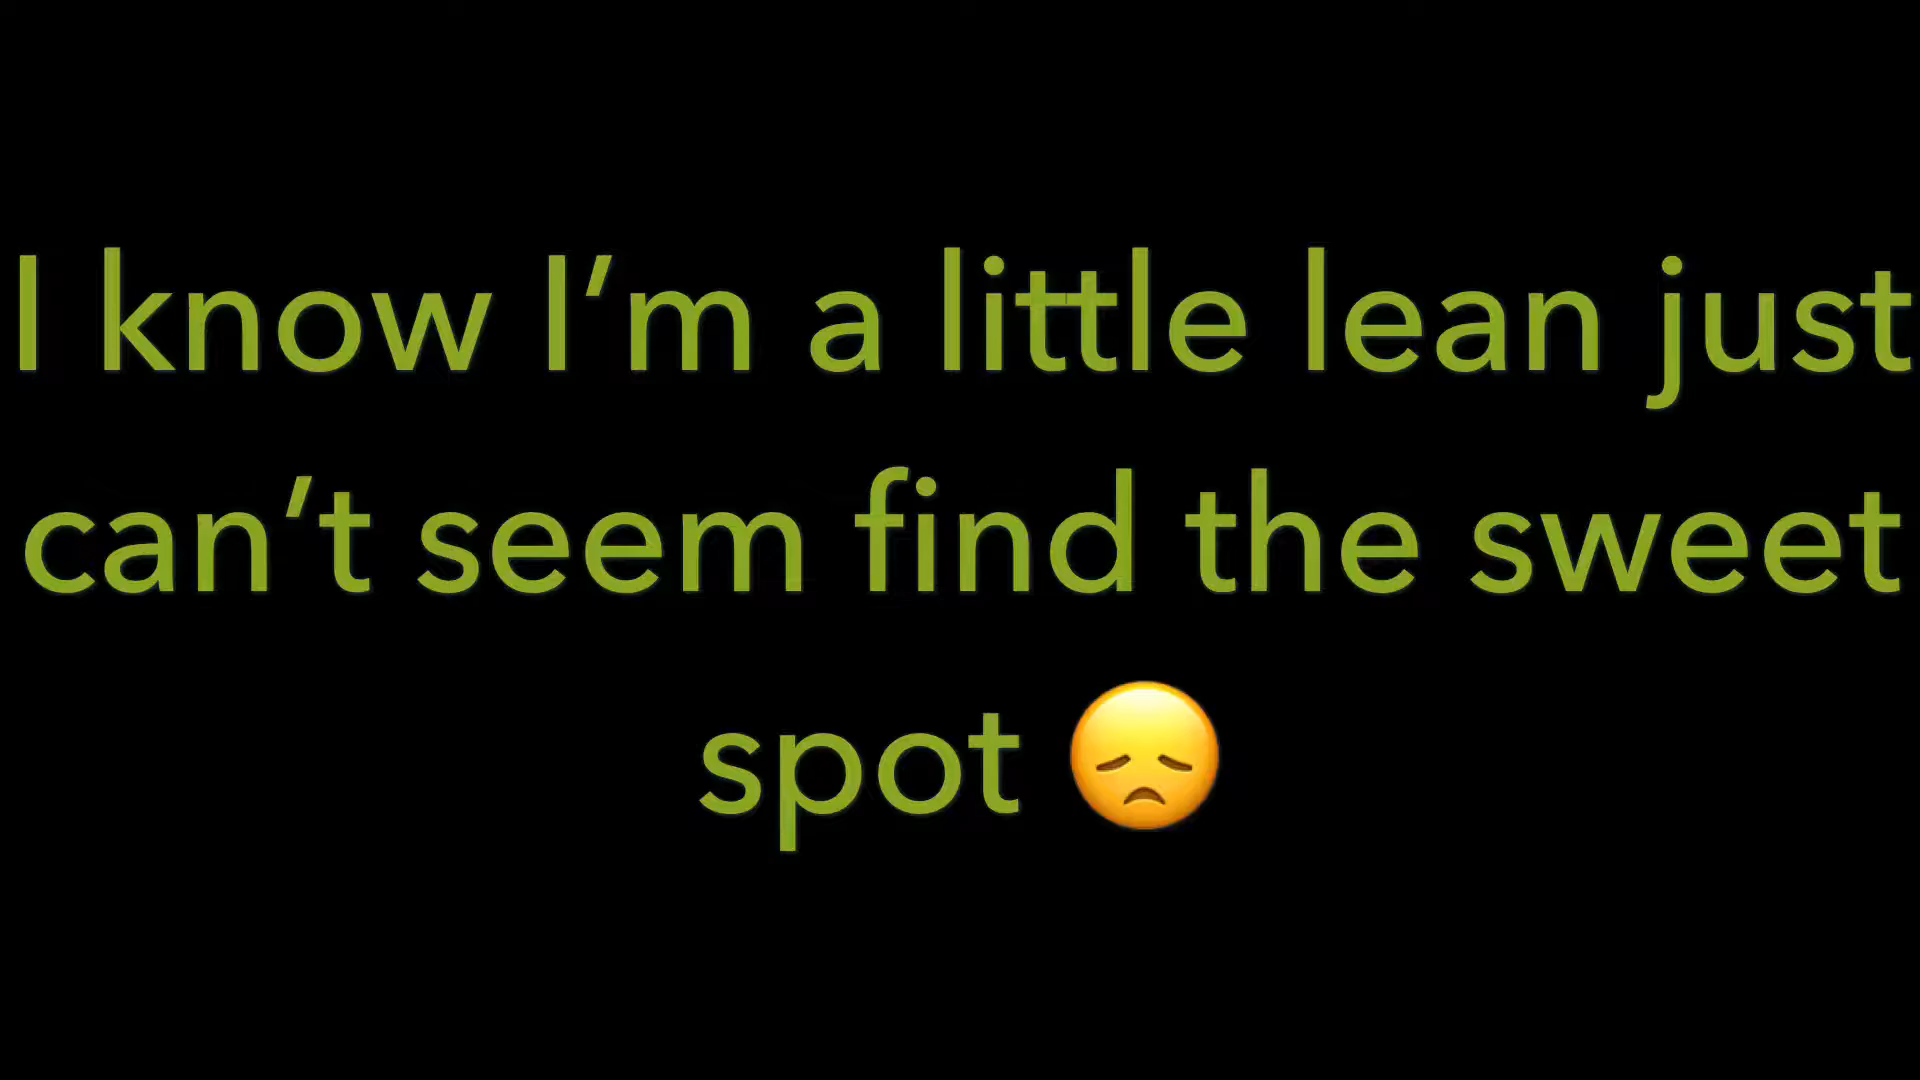 I know I’m a little lean just
can’t seem find the sweet
spot 😞